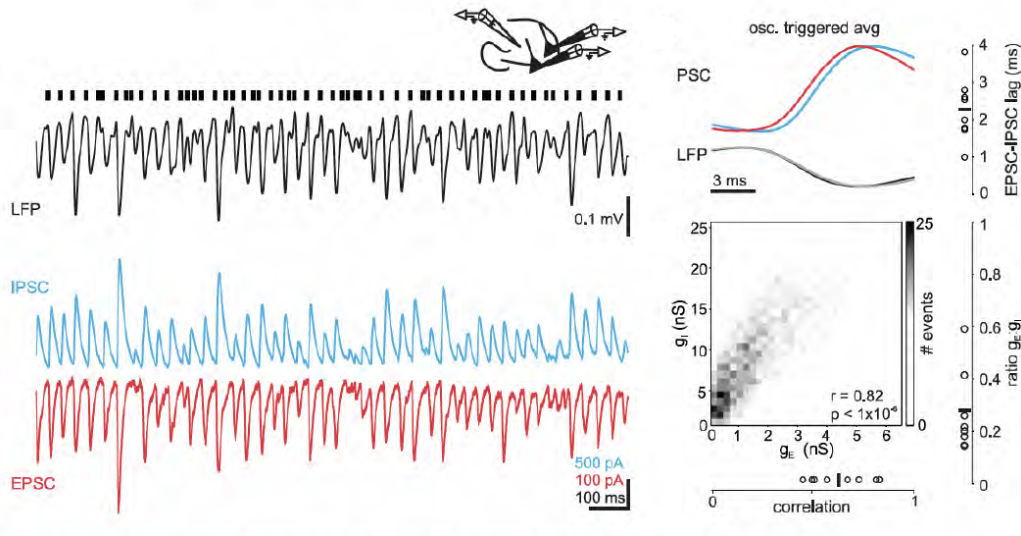 LFP
0.1 mV
IPSC
EPSC
500 pA
100 pA
100 ms
osc. triggered avg
PSC
LFP
3 ms
4
3
2
1
0
EPSC-IPSC lag (ms)
25
20
15
10
5
0
gI (nS)
0 1 2 3 4 5 6
gE (nS)
r = 0.82
p < 1x10-6
25
0
# events
1
0.8
0.6
0.4
0.2
0
ratio gE:gI
0 1
correlation